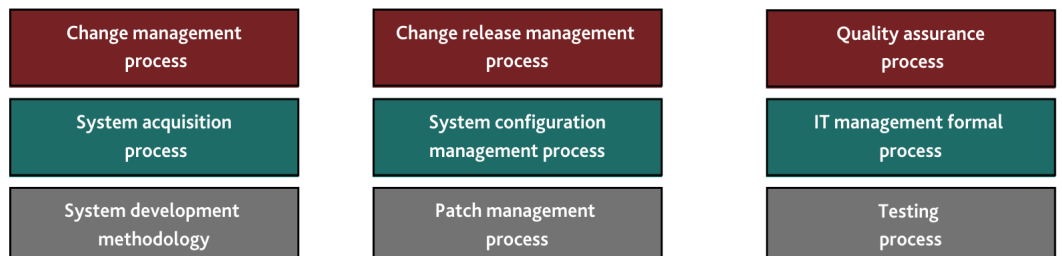 Change management
process
Change release management
process
Quality assurance
process
System acquisition
process
System configuration
management process
IT management formal
process
System development
methodology
Patch management
process
Testing
process